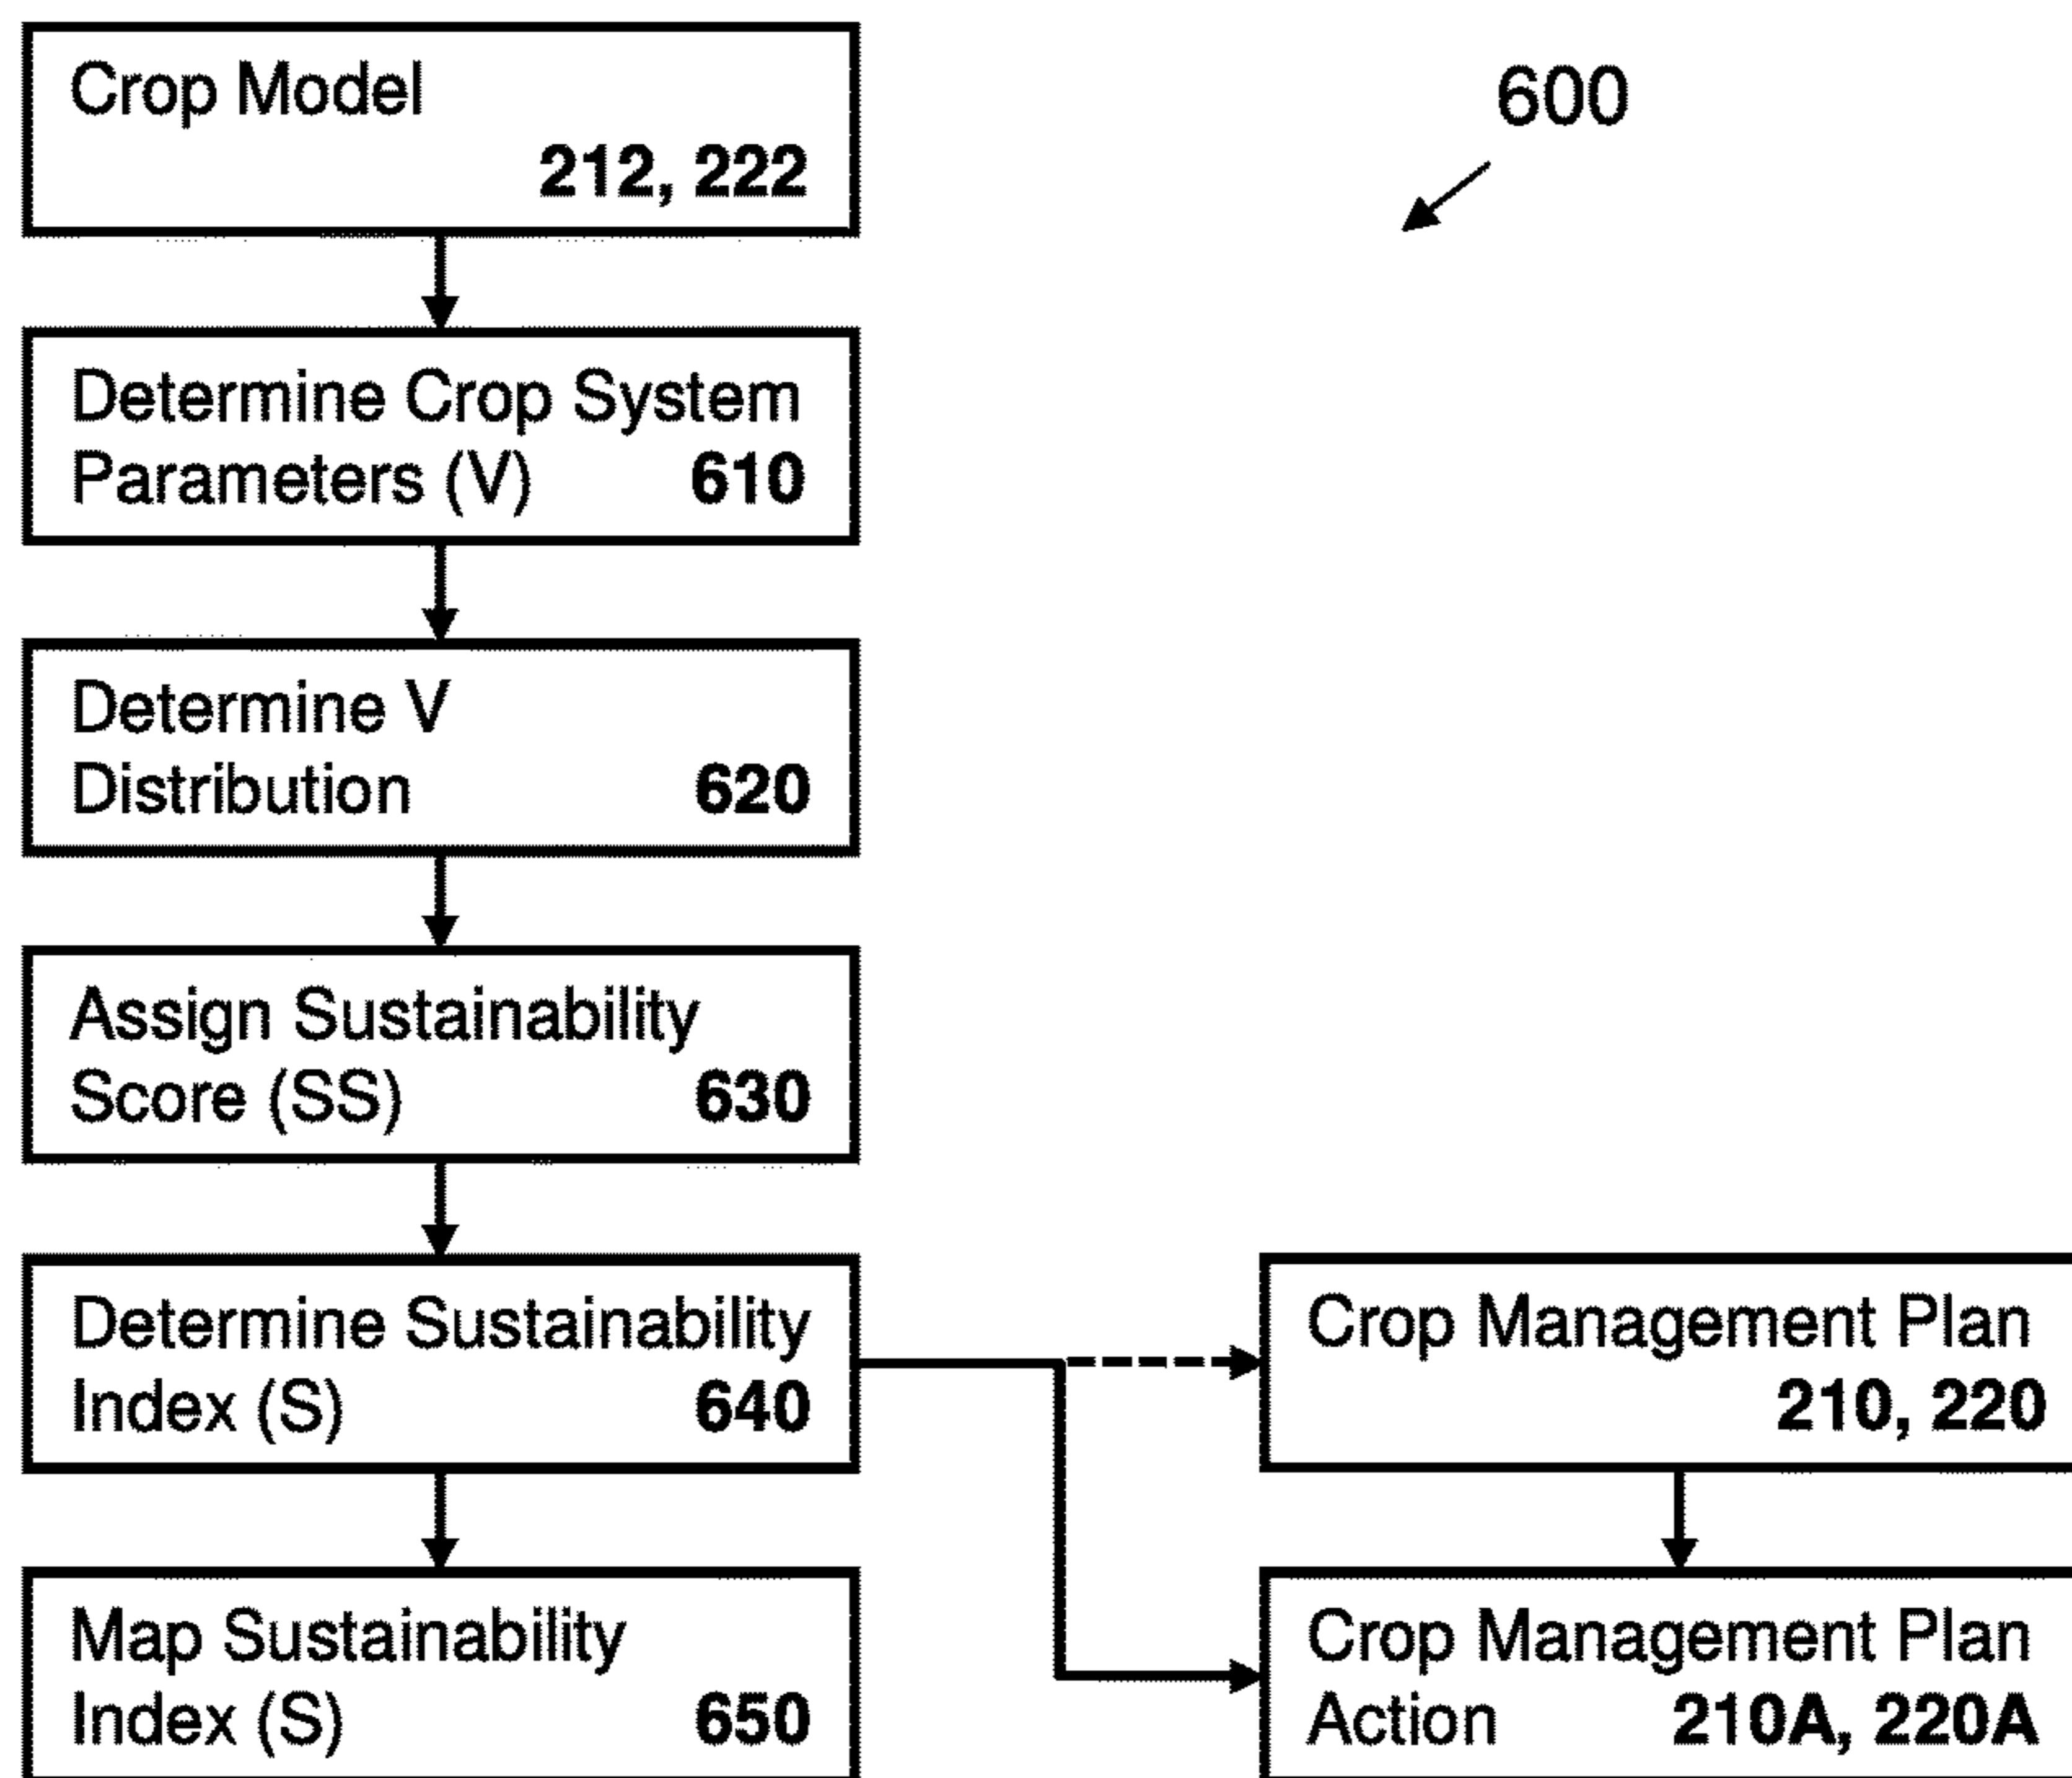 Crop Model
212, 222
600
Determine Crop System
Parameters (V) 610
Determine V
Distribution 620
Assign Sustainability
Score (SS) 630
Determine Sustainability
Index (S) 640
Crop Management Plan
210, 220
Map Sustainability
Index (S) 650
Crop Management Plan
Action 210A, 220A